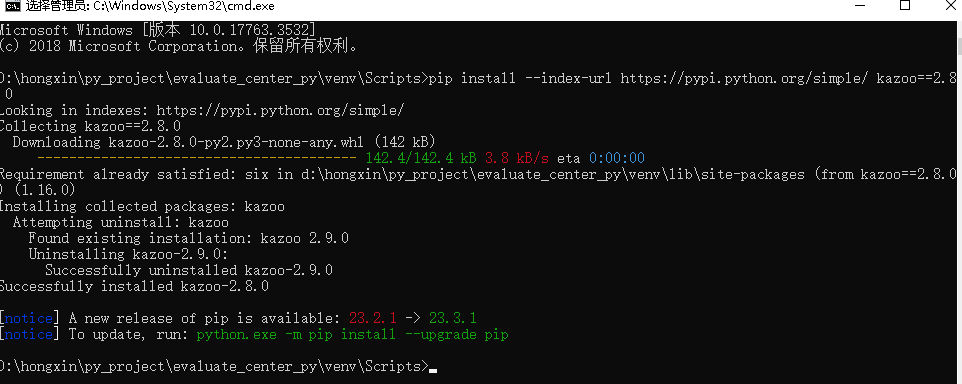 选择管理员: C:\Windows\System32\cmd.exe
Microsoft Windows [版本 10.0.17763.3532]
(c) 2018 Microsoft Corporation。保留所有权利。
D:\hongxin\py_project\evaluate_center_py\venv\Scripts>pip install --index-url https://pypi.python.org/simple/ kazoo==2.8.
0
Looking in indexes: https://pypi.python.org/simple/
Collecting kazoo==2.8.0
Downloading kazoo-2.8.0-py2.py3-none-any.whl (142 kB)
---------------------------------------- 142.4/142.4 kB 3.8 kB/s eta 0:00:00
Requirement already satisfied: six in d:\hongxin\py_project\evaluate_center_py\venv\lib\site-packages (from kazoo==2.8.0
) (1.16.0)
Installing collected packages: kazoo
Attempting uninstall: kazoo
Found existing installation: kazoo 2.9.0
Uninstalling kazoo-2.9.0:
Successfully uninstalled kazoo-2.9.0
Successfully installed kazoo-2.8.0
[notice] A new release of pip is available: 23.2.1 -> 23.3.1
[notice] To update, run: python.exe -m pip install --upgrade pip
D:\hongxin\py_project\evaluate_center_py\venv\Scripts>